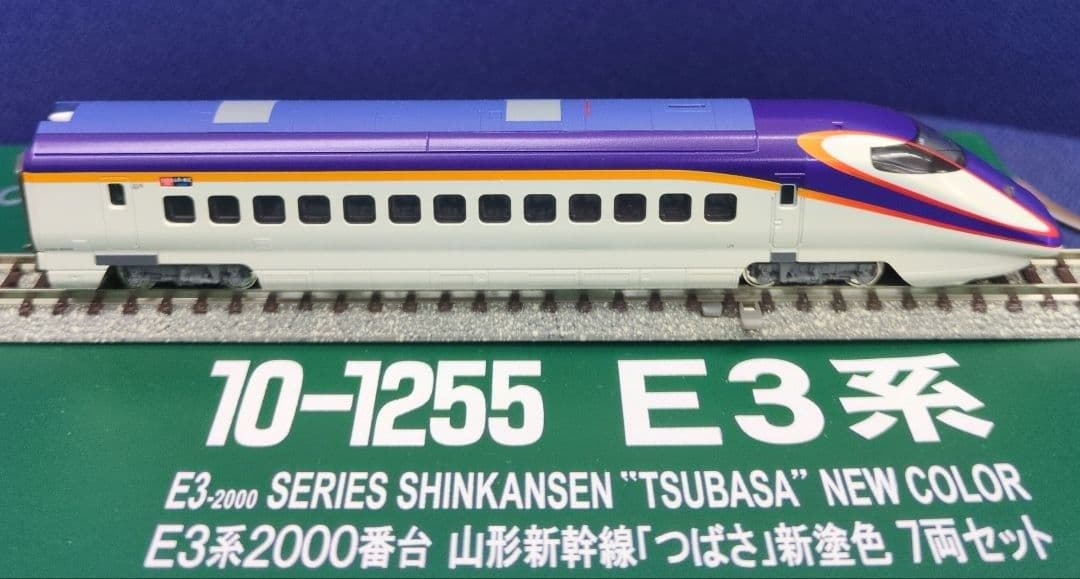 10-1255 E3系
E3-2000 SERIES SHINKANSEN "TSUBASA" NEW COLOR
E3系2000番台 山形新幹線「つばさ」新塗色 7両セット